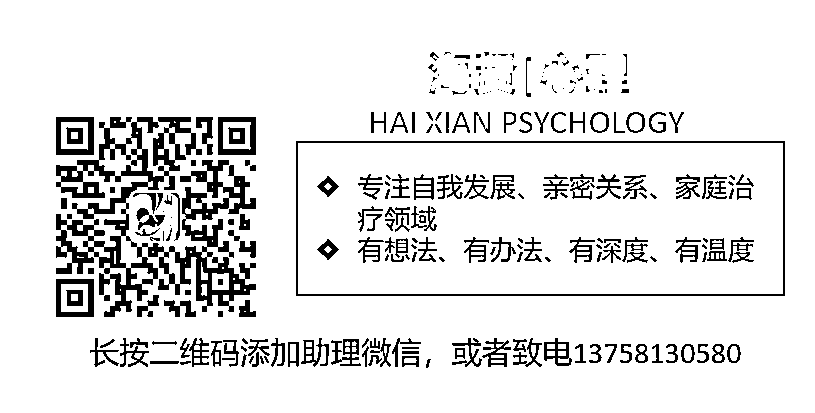 HAI XIAN PSYCHOLOGY
专注自我发展、亲密关系、家庭治
疗领域
有想法、有办法、有深度、有温度
长按二维码添加助理微信，或者致电13758130580